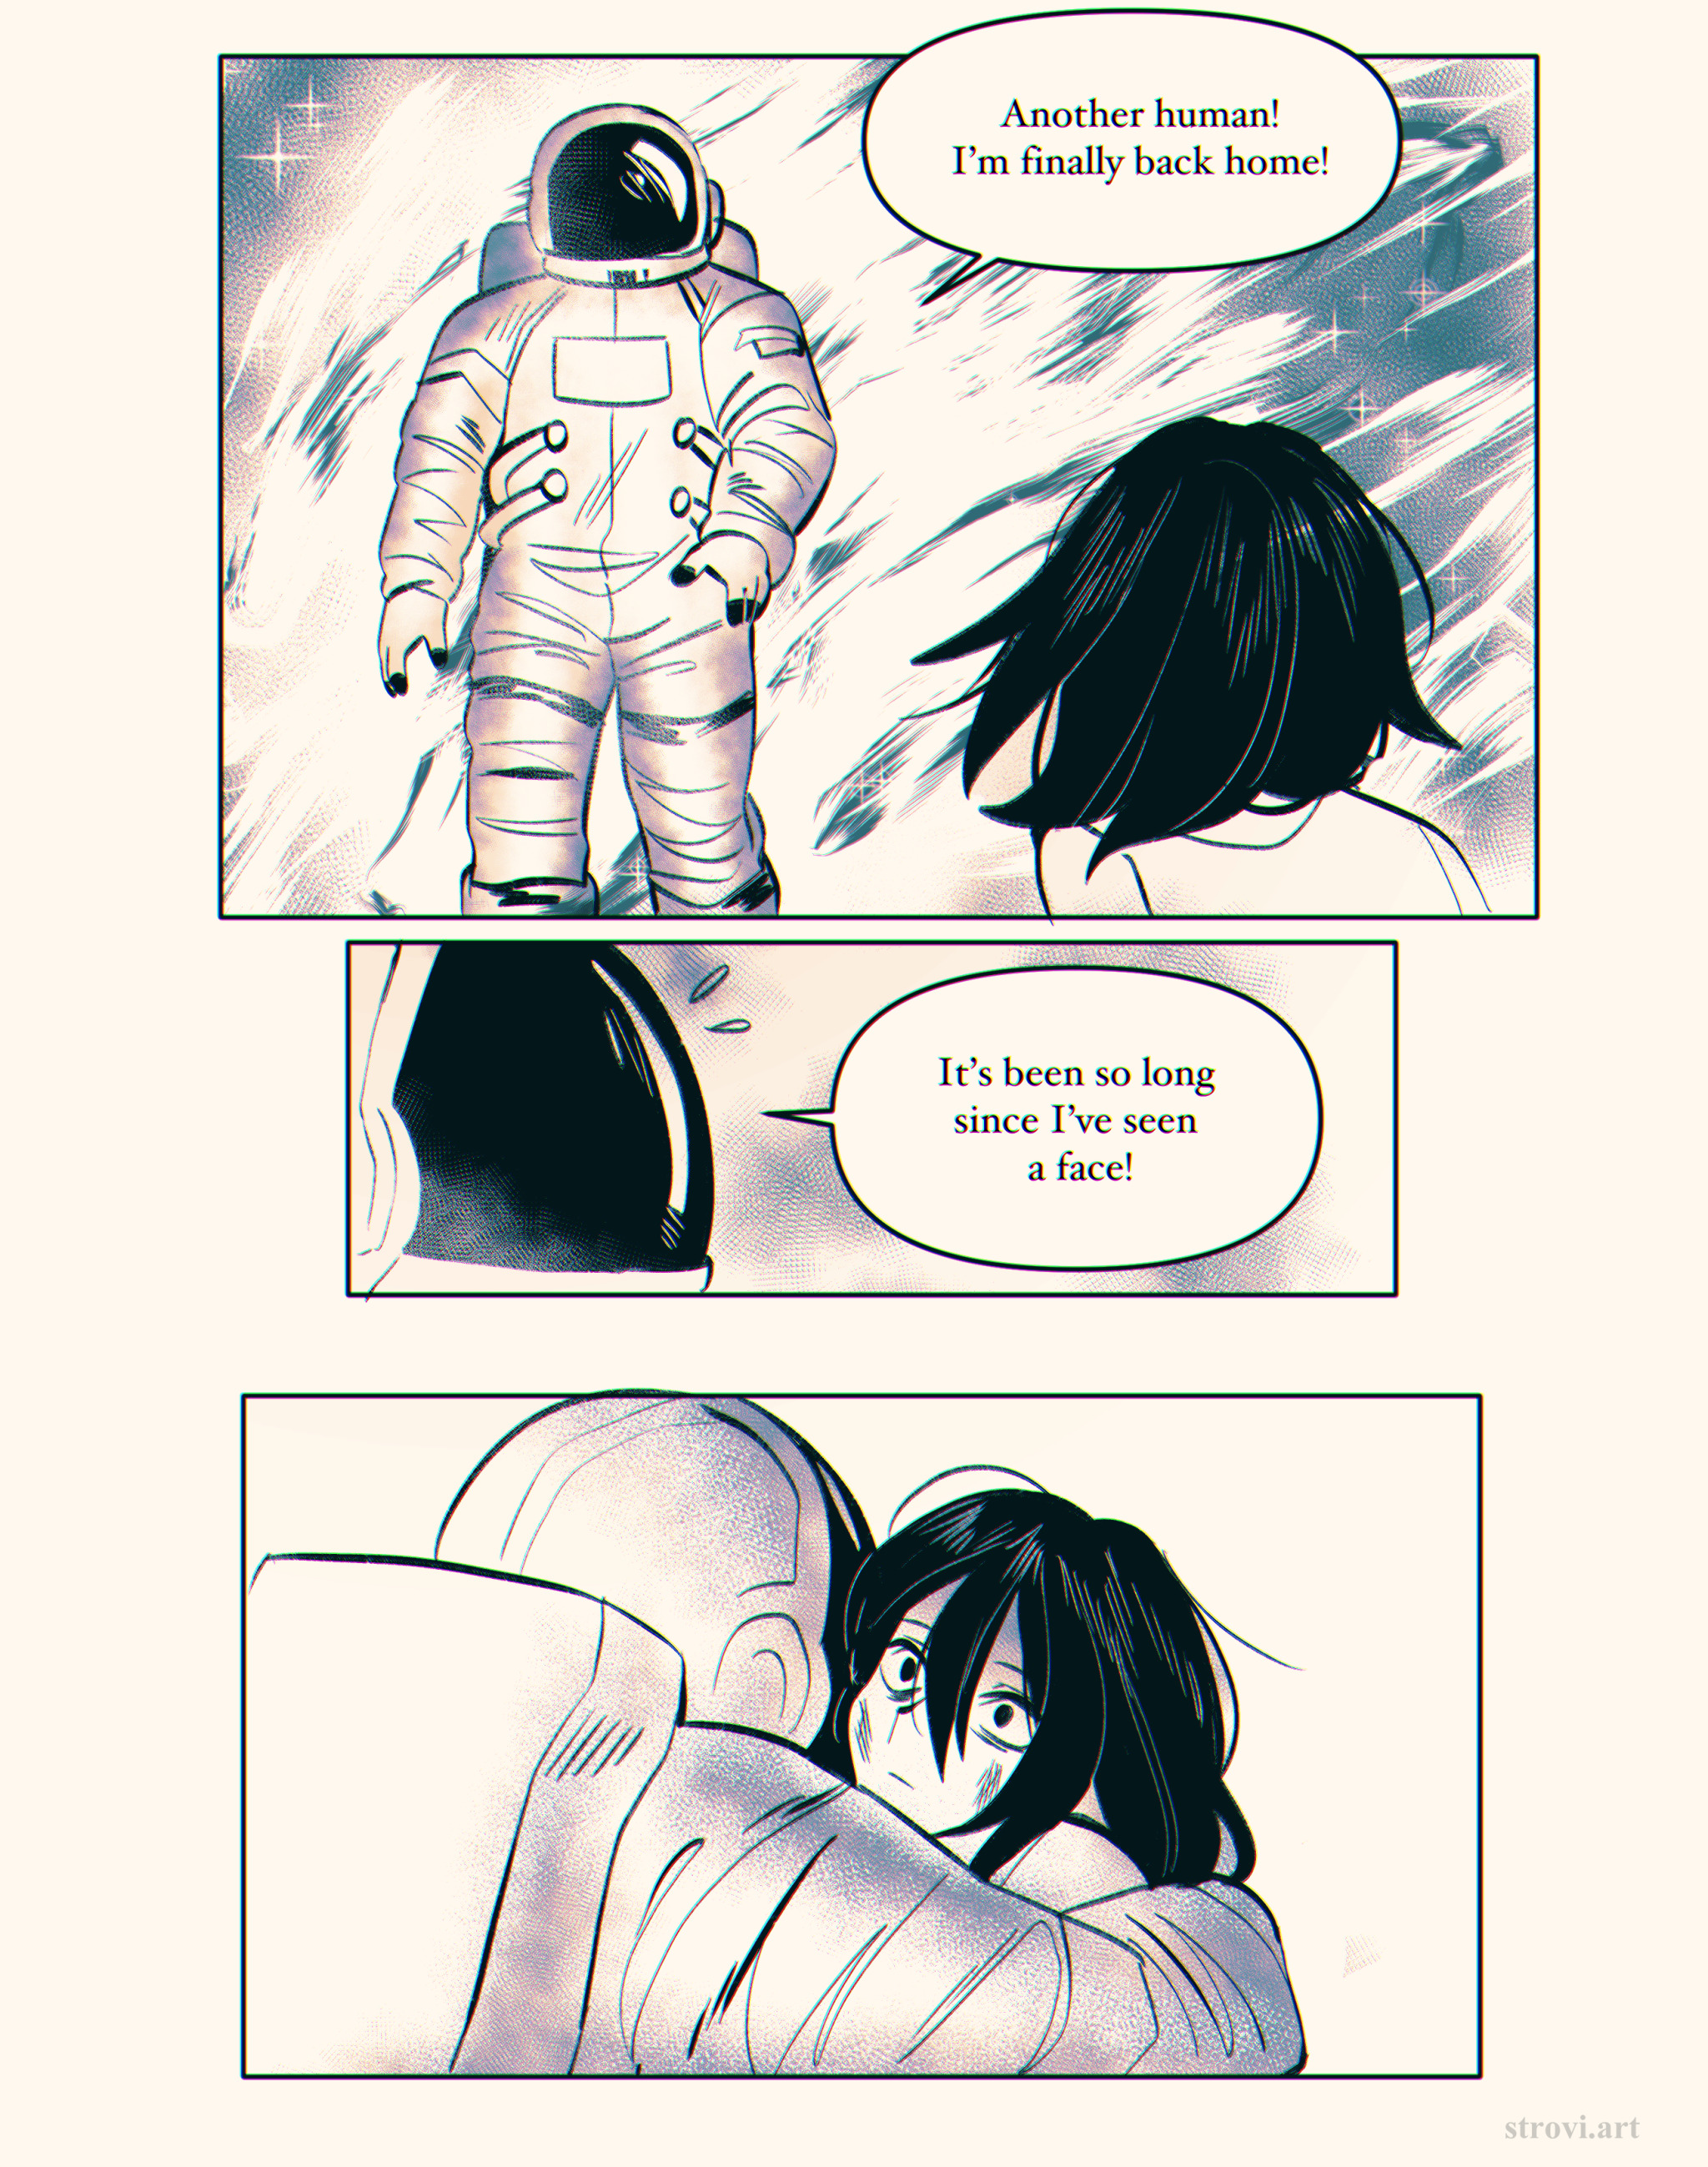 Another human!
I’m finally back home!
It’s been so long
since I’ve seen
a face!
strovi.art